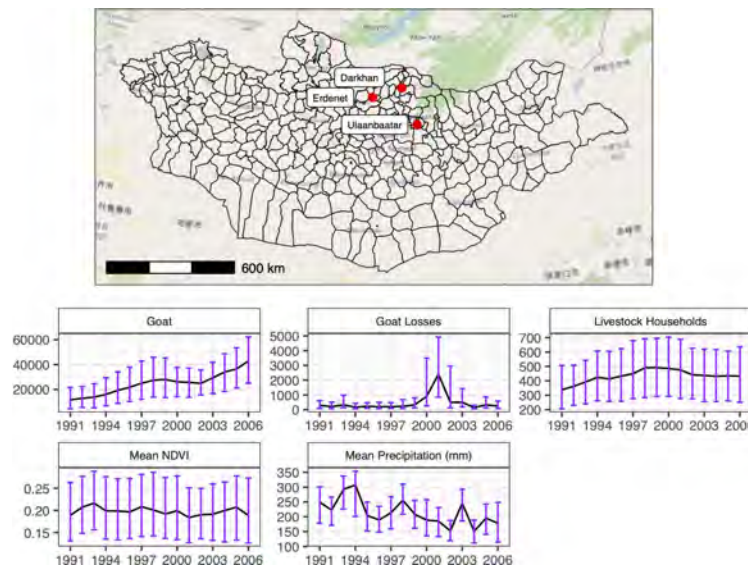 Darkhan
Erdenet
Ulaanbaatar
600 km
Goat
60000
40000
20000
1991 1994 1997 2000 2003 2006
Goat Losses
5000
4000
3000
2000
1000
0
1991 1994 1997 2000 2003 2006
Livestock Households
700
600
500
400
300
200
1991 1994 1997 2000 2003 2006
Mean NDVI
0.25
0.20
0.15
1991 1994 1997 2000 2003 2006
Mean Precipitation (mm)
350
300
250
200
150
100
1991 1994 1997 2000 2003 2006